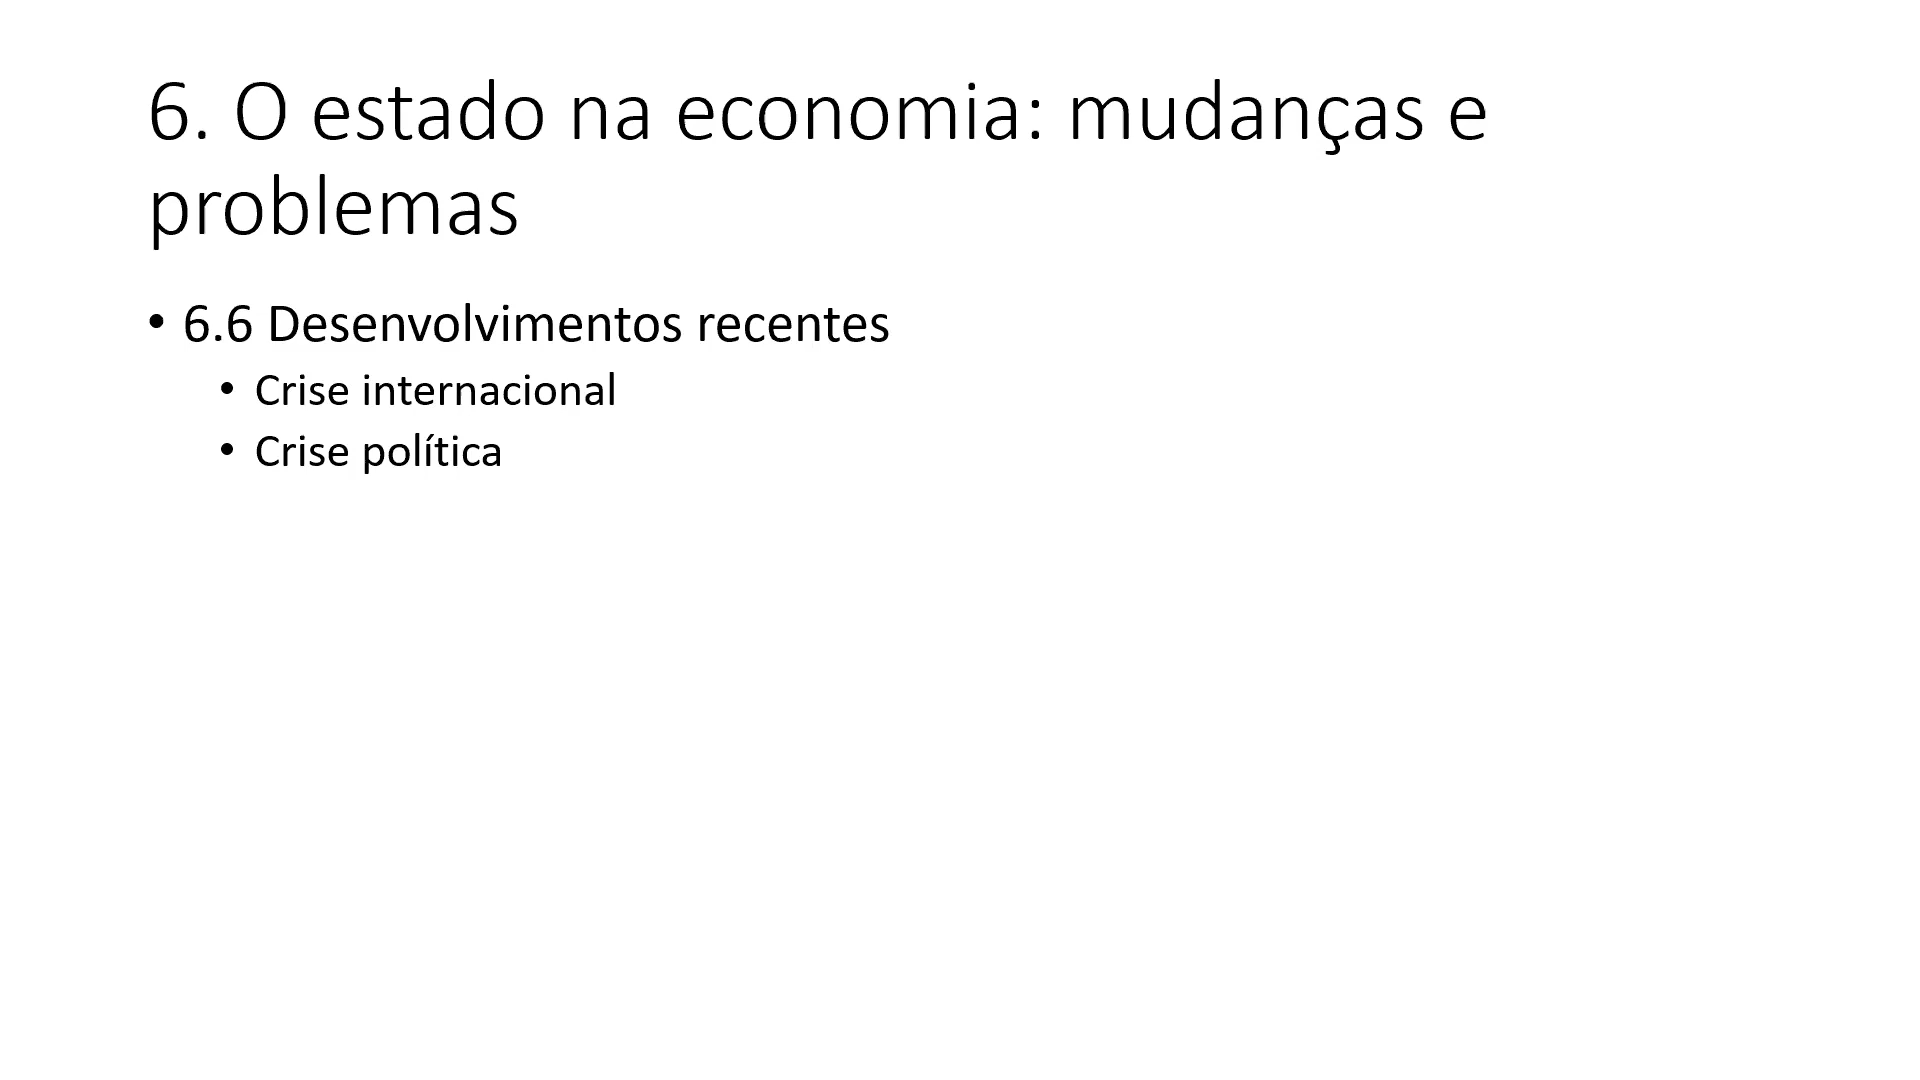 6. O estado na economia: mudanças e
problemas
• 6.6 Desenvolvimentos recentes
• Crise internacional
• Crise política